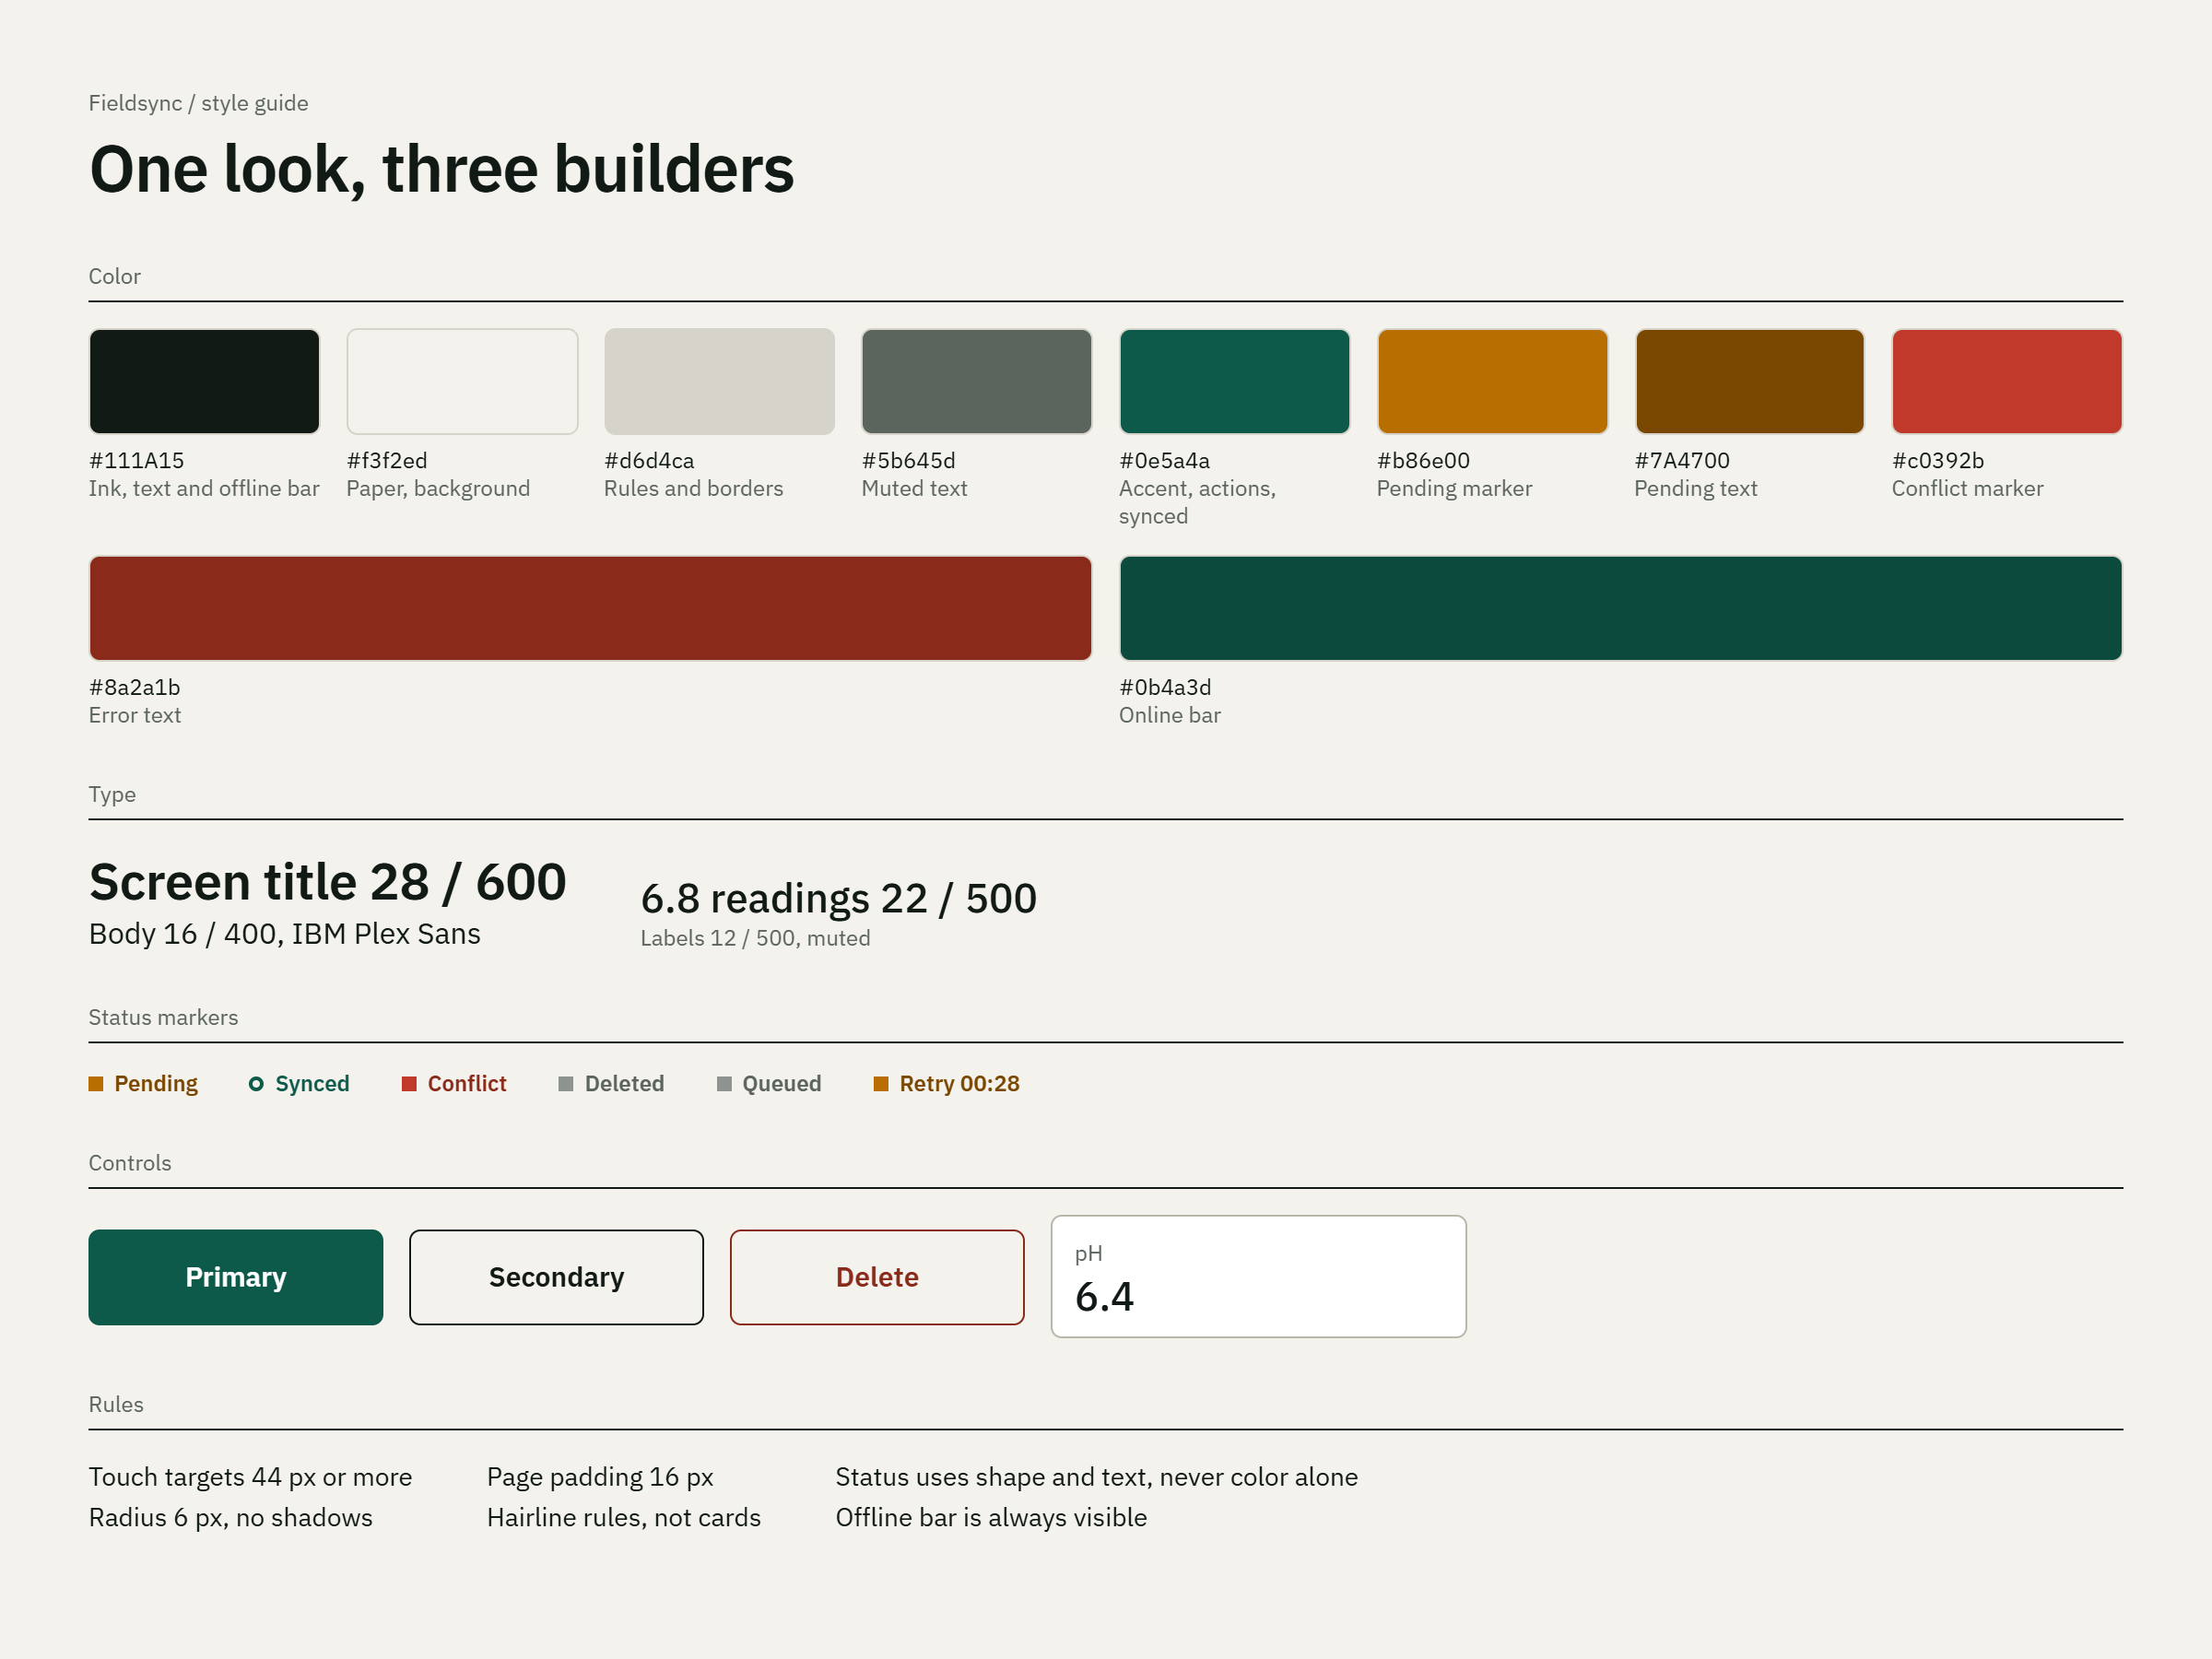 Fieldsync / style guide
One look, three builders
Color
#111A15
Ink, text and offline bar
#f3f2ed
Paper, background
#d6d4ca
Rules and borders
#5b645d
Muted text
#0e5a4a
Accent, actions,
synced
#b86e00
Pending marker
#7A4700
Pending text
#c0392b
Conflict marker
#8a2a1b
Error text
#0b4a3d
Online bar
Type
Screen title 28 / 600
Body 16 / 400, IBM Plex Sans
6.8 readings 22 / 500
Labels 12 / 500, muted
Status markers
Pending
Synced
Conflict
Deleted
Queued
Retry 00:28
Controls
Primary
Secondary
Delete
pH
6.4
Rules
Touch targets 44 px or more
Radius 6 px, no shadows
Page padding 16 px
Hairline rules, not cards
Status uses shape and text, never color alone
Offline bar is always visible